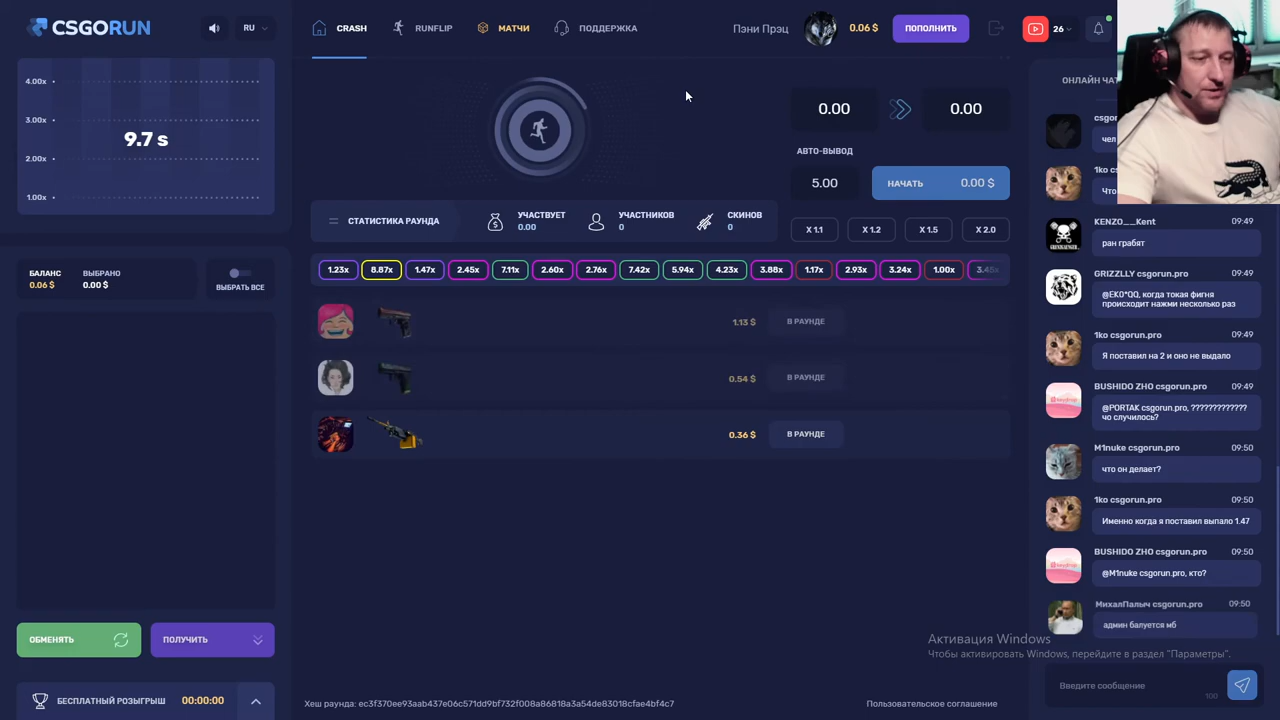 CSGORUN
RU
CRASH
RUNFLIP
МАТЧИ
ПОДДЕРЖКА
Пэни Прэц
0.06 $
ПОПОЛНИТЬ
26
4.00x
3.00x
9.7 s
2.00x
1.00x
0.00
0.00
АВТО-ВЫВОД
5.00
НАЧАТЬ 0.00 $
СТАТИСТИКА РАУНДА
УЧАСТВУЕТ
0.00
УЧАСТНИКОВ
0
СКИНОВ
0
X 1.1
X 1.2
X 1.5
X 2.0
БАЛАНС
0.06 $
ВЫБРАНО
0.00 $
ВЫБРАТЬ ВСЕ
1.23x 8.87x 1.47x 2.45x 7.11x 2.60x 2.76x 7.42x 5.94x 4.23x 3.88x 1.17x 2.93x 3.24x 1.00x
1.13 $ В РАУНДЕ
0.54 $ В РАУНДЕ
0.36 $ В РАУНДЕ
ОБМЕНЯТЬ
ПОЛУЧИТЬ
БЕСПЛАТНЫЙ РОЗЫГРЫШ 00:00:00
Хеш раунда: ec3f370ee93aab437e06c571dd9bf732f008a86818a3a54de83018cfae4bf4c7
Пользовательское соглашение
ОНЛАЙН ЧАТ
KENZO__Kent 09:49
ран грабят
GRIZZLLY csgorun.pro 09:49
@EKO*QQ, когда токая фигня
происходит нажми несколько раз
1ko csgorun.pro 09:49
Я поставил на 2 и оно не выдало
BUSHIDO ZHO csgorun.pro 09:49
@PORTAK csgorun.pro, ?????????????
чо случилось?
M1nuke csgorun.pro 09:50
что он делает?
1ko csgorun.pro 09:50
Именно когда я поставил выпало 1.47
BUSHIDO ZHO csgorun.pro 09:50
@M1nuke csgorun.pro, кто?
МихалПалыч csgorun.pro 09:50
админ балуется мб
Активация Windows
Чтобы активировать Windows, перейдите в раздел "Параметры".
Введите сообщение
100